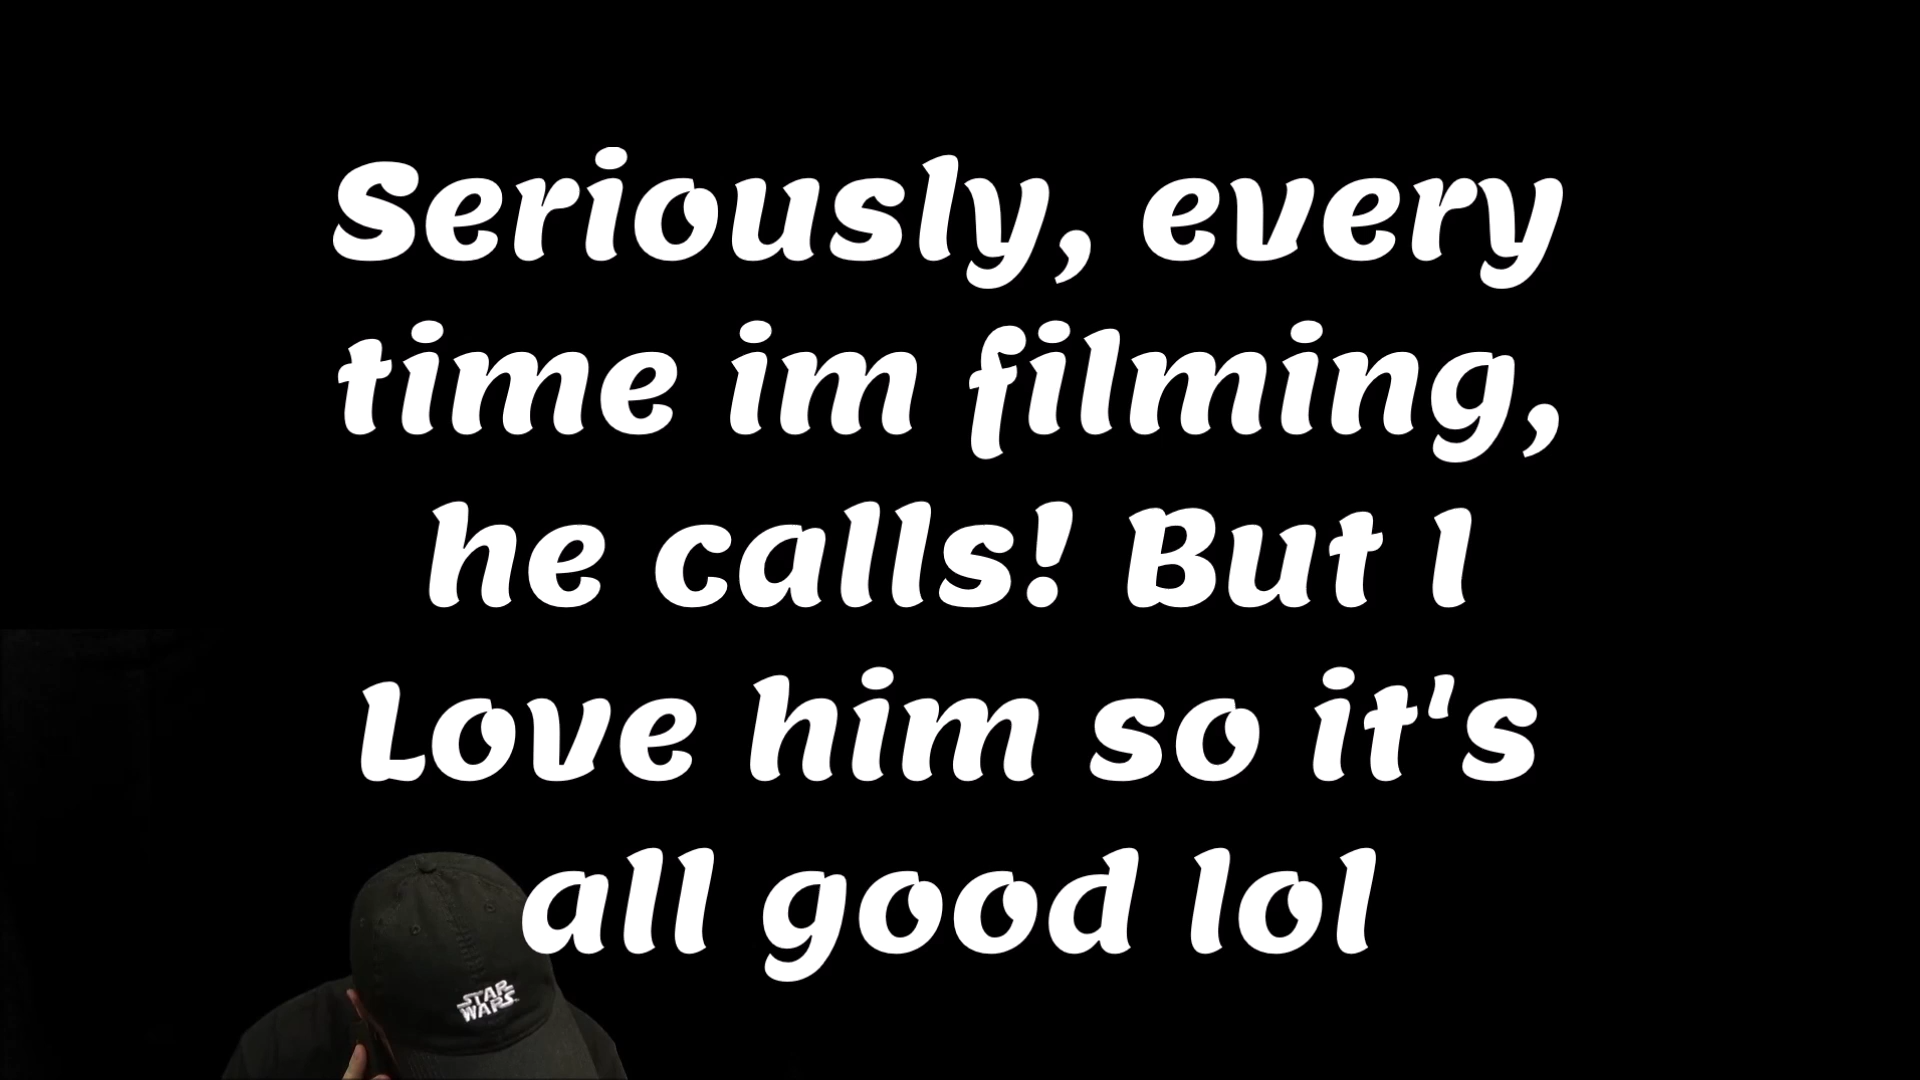 Seriously, every
time im filming,
he calls! But I
Love him so it's
all good lol
STAR
WARS